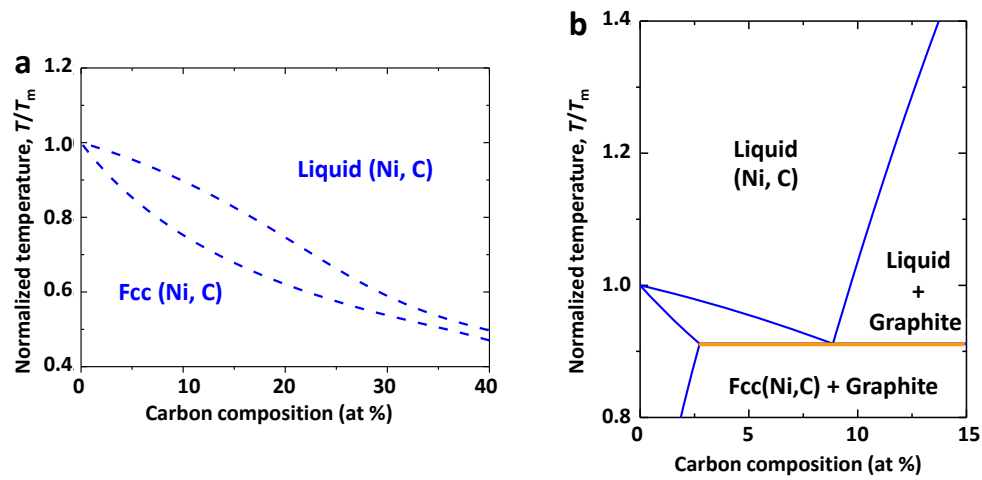 a
1.2
1.0
0.8
0.6
0.4
Normalized temperature, T/Tm
Liquid (Ni, C)
Fcc (Ni, C)
0
10
20
30
40
Carbon composition (at %)
b
1.4
1.2
1.0
0.8
Normalized temperature, T/Tm
Liquid
(Ni, C)
Liquid
+
Graphite
Fcc(Ni,C) + Graphite
0
5
10
15
Carbon composition (at %)